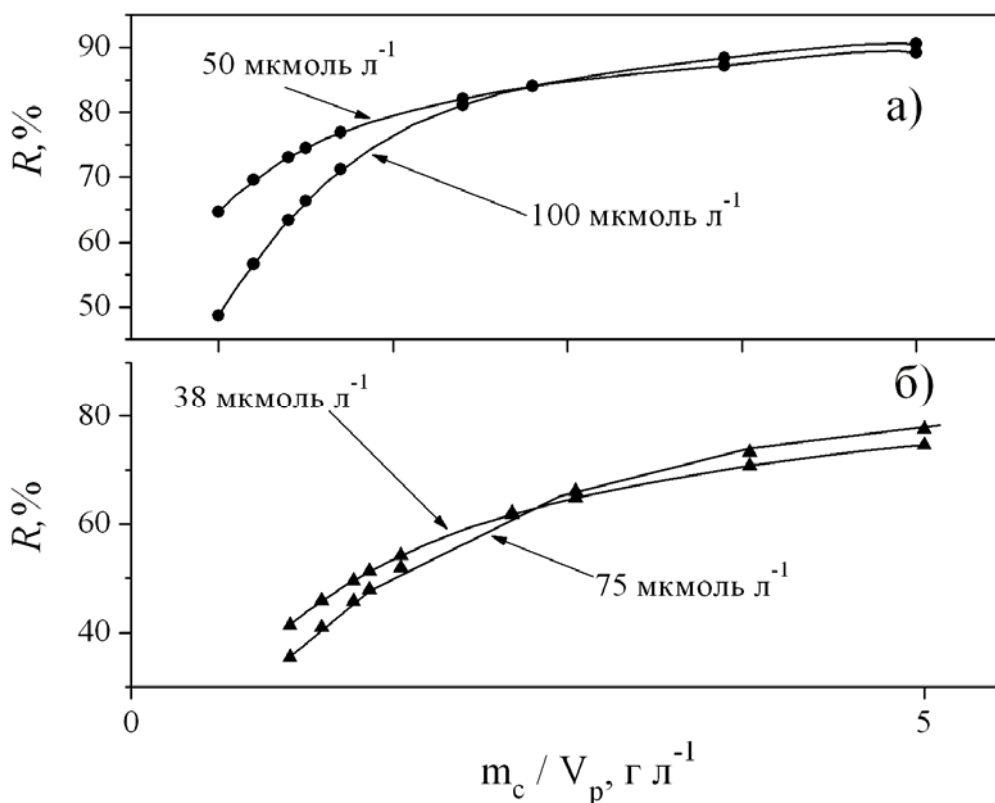 90
80
70
60
50
R,%
50 мкмоль л-1
100 мкмоль л-1
а)
80
60
40
R,%
38 мкмоль л-1
75 мкмоль л-1
б)
0
5
mc / Vp, г л-1